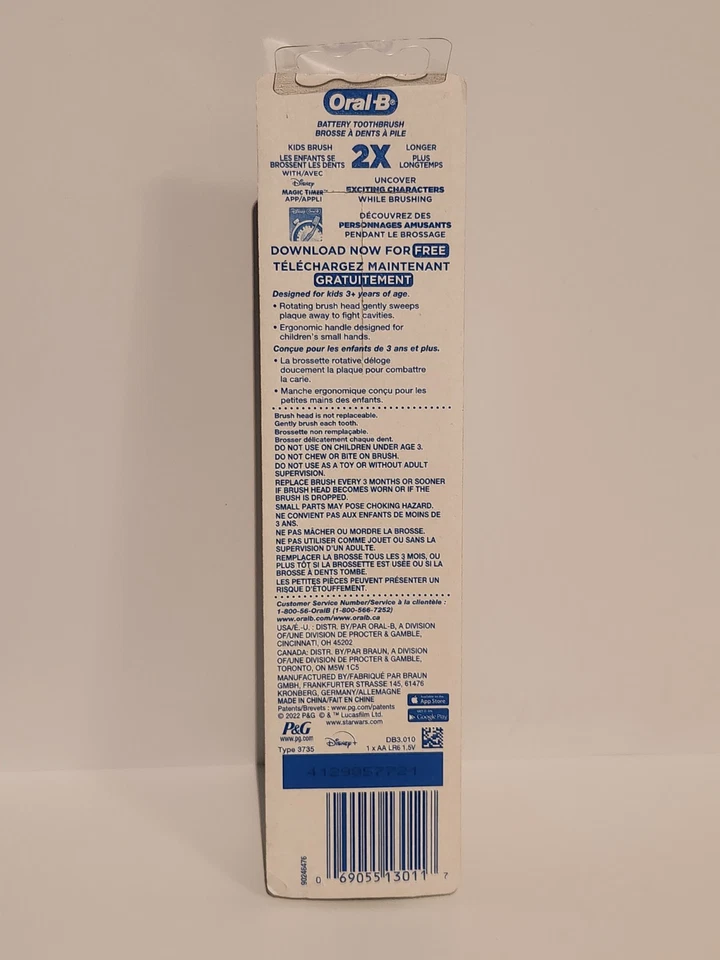 Oral-B®
BATTERY TOOTHBRUSH
BROSSE À DENTS À PILE
KIDS BRUSH 2X LONGER
LES ENFANTS SE BROSSENT LES DENTS PLUS LONGTEMPS
WITH/AVEC
Disney
MAGIC TIMER™
APP/APPLI
UNCOVER
EXCITING CHARACTERS
WHILE BRUSHING
DÉCOUVREZ DES
PERSONNAGES AMUSANTS
PENDANT LE BROSSAGE
DOWNLOAD NOW FOR FREE
TÉLÉCHARGEZ MAINTENANT
GRATUITEMENT
Designed for kids 3+ years of age.
• Rotating brush head gently sweeps
plaque away to fight cavities.
• Ergonomic handle designed for
children's small hands.
Conçue pour les enfants de 3 ans et plus.
• La brossette rotative déloge
doucement la plaque pour combattre
la carie.
• Manche ergonomique conçu pour les
petites mains des enfants.
Brush head is not replaceable.
Gently brush each tooth.
Brossette non remplaçable.
Brosser délicatement chaque dent.
DO NOT USE ON CHILDREN UNDER AGE 3.
DO NOT CHEW OR BITE ON BRUSH.
DO NOT USE AS A TOY OR WITHOUT ADULT
SUPERVISION.
REPLACE BRUSH EVERY 3 MONTHS OR SOONER
IF BRUSH HEAD BECOMES WORN OR IF THE
BRUSH IS DROPPED.
SMALL PARTS MAY POSE CHOKING HAZARD.
NE CONVIENT PAS AUX ENFANTS DE MOINS DE
3 ANS.
NE PAS MÂCHER OU MORDRE LA BROSSE.
NE PAS UTILISER COMME JOUET OU SANS LA
SUPERVISION D'UN ADULTE.
REMPLACER LA BROSSE TOUS LES 3 MOIS, OU
PLUS TÔT SI LA BROSSETTE EST USÉE OU SI LA
BROSSE À DENTS TOMBE.
LES PETITES PIÈCES PEUVENT PRÉSENTER UN
RISQUE D'ÉTOUFFEMENT.
Customer Service Number/Service à la clientèle :
1-800-56-OralB (1-800-566-7252)
www.oralb.com/www.oralb.ca
USA/É.-U. : DISTR. BY/PAR ORAL-B, A DIVISION
OF/UNE DIVISION DE PROCTER & GAMBLE,
CINCINNATI, OH 45202
CANADA: DISTR. BY/PAR BRAUN, A DIVISION
OF/UNE DIVISION DE PROCTER & GAMBLE,
TORONTO, ON M5W 1C5
MANUFACTURED BY/FABRIQUÉ PAR BRAUN
GMBH, FRANKFURTER STRASSE 145, 61476
KRONBERG, GERMANY/ALLEMAGNE
MADE IN CHINA/FAIT EN CHINE
Patents/Brevets : www.pg.com/patents
© 2022 P&G © & ™ Lucasfilm Ltd.
www.starwars.com
App Store
Google Play
P&G
www.pg.com
Disney+
DB3.010
Type 3735
1 x AA LR6 1.5V
4129957721
90246476
0 69055 13011 7